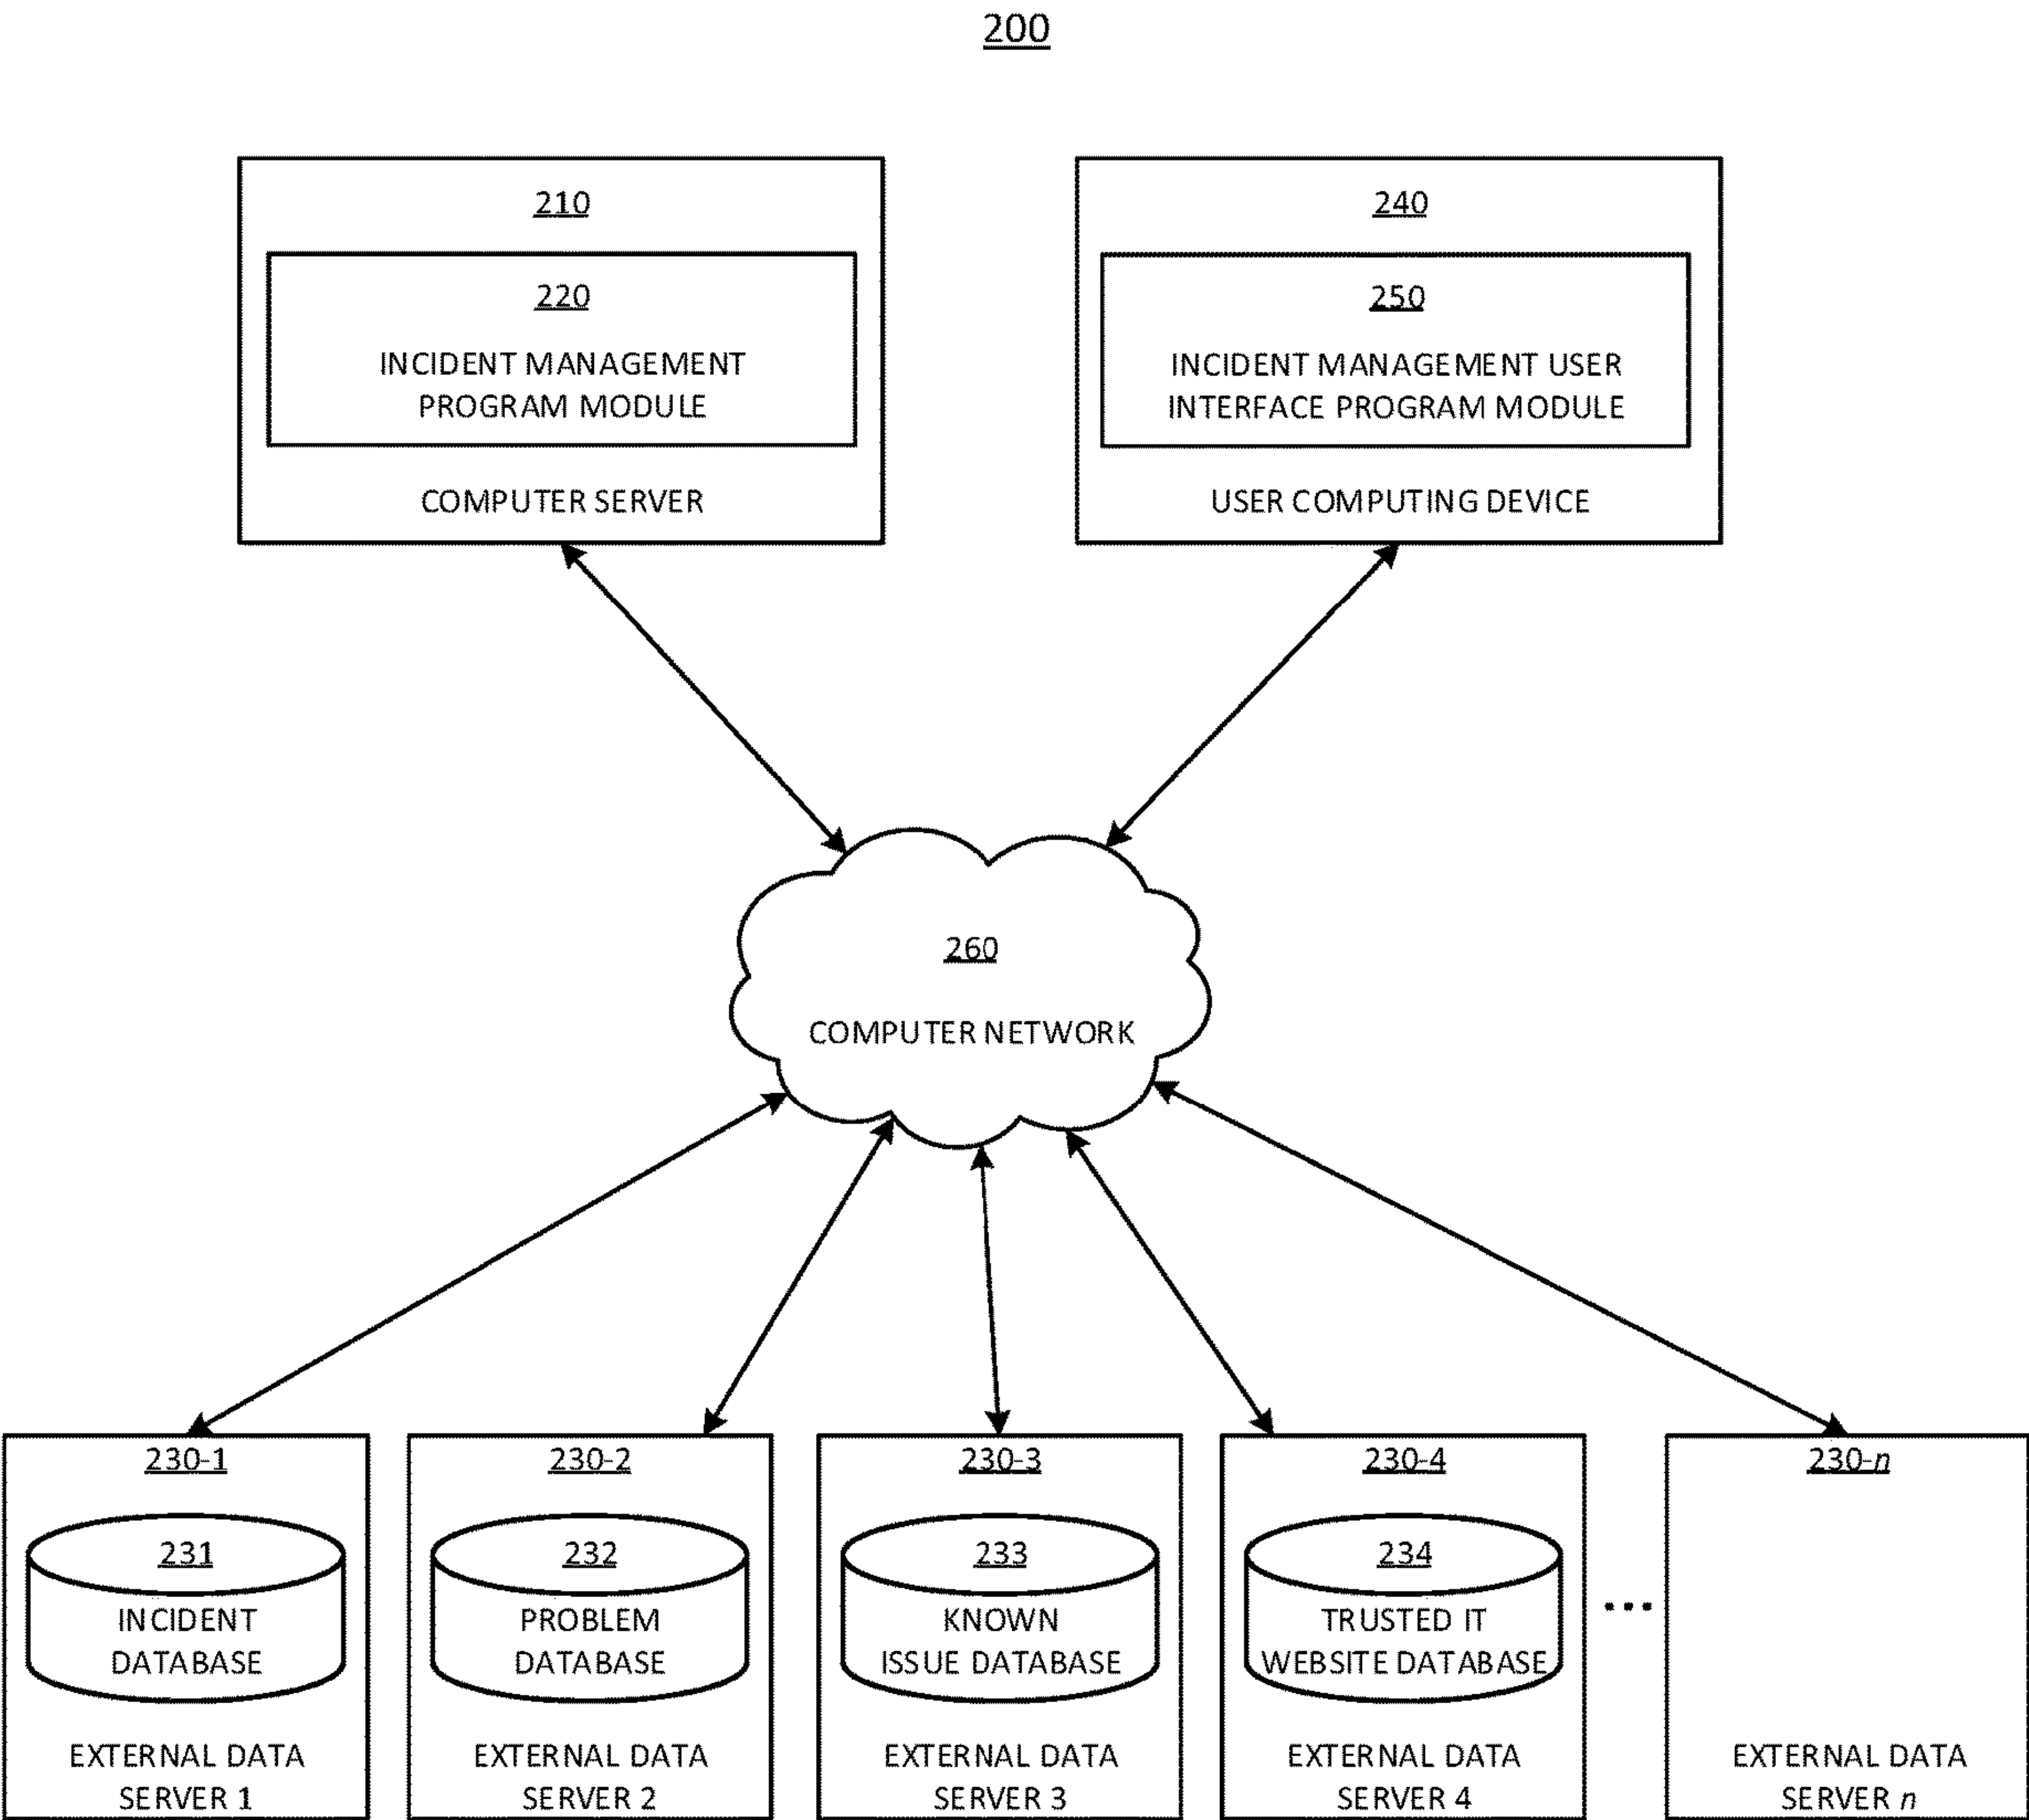 200
210
220
INCIDENT MANAGEMENT
PROGRAM MODULE
COMPUTER SERVER
240
250
INCIDENT MANAGEMENT USER
INTERFACE PROGRAM MODULE
USER COMPUTING DEVICE
260
COMPUTER NETWORK
230-1
231
INCIDENT
DATABASE
EXTERNAL DATA
SERVER 1
230-2
232
PROBLEM
DATABASE
EXTERNAL DATA
SERVER 2
230-3
233
KNOWN
ISSUE DATABASE
EXTERNAL DATA
SERVER 3
230-4
234
TRUSTED IT
WEBSITE DATABASE
EXTERNAL DATA
SERVER 4
...
230-n
EXTERNAL DATA
SERVER n